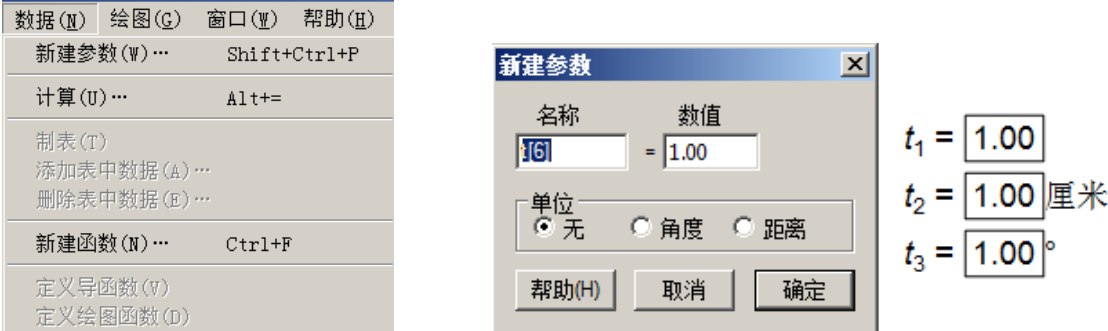 数据(N) 绘图(G) 窗口(W) 帮助(H)
新建参数(W)… Shift+Ctrl+P
计算(U)… Alt+=
制表(T)
添加表中数据(A)…
删除表中数据(E)…
新建函数(N)… Ctrl+F
定义导函数(V)
定义绘图函数(D)
新建参数
名称 数值
t[6] = 1.00
单位
无 角度 距离
帮助(H) 取消 确定
t₁ = 1.00
t₂ = 1.00 厘米
t₃ = 1.00 °